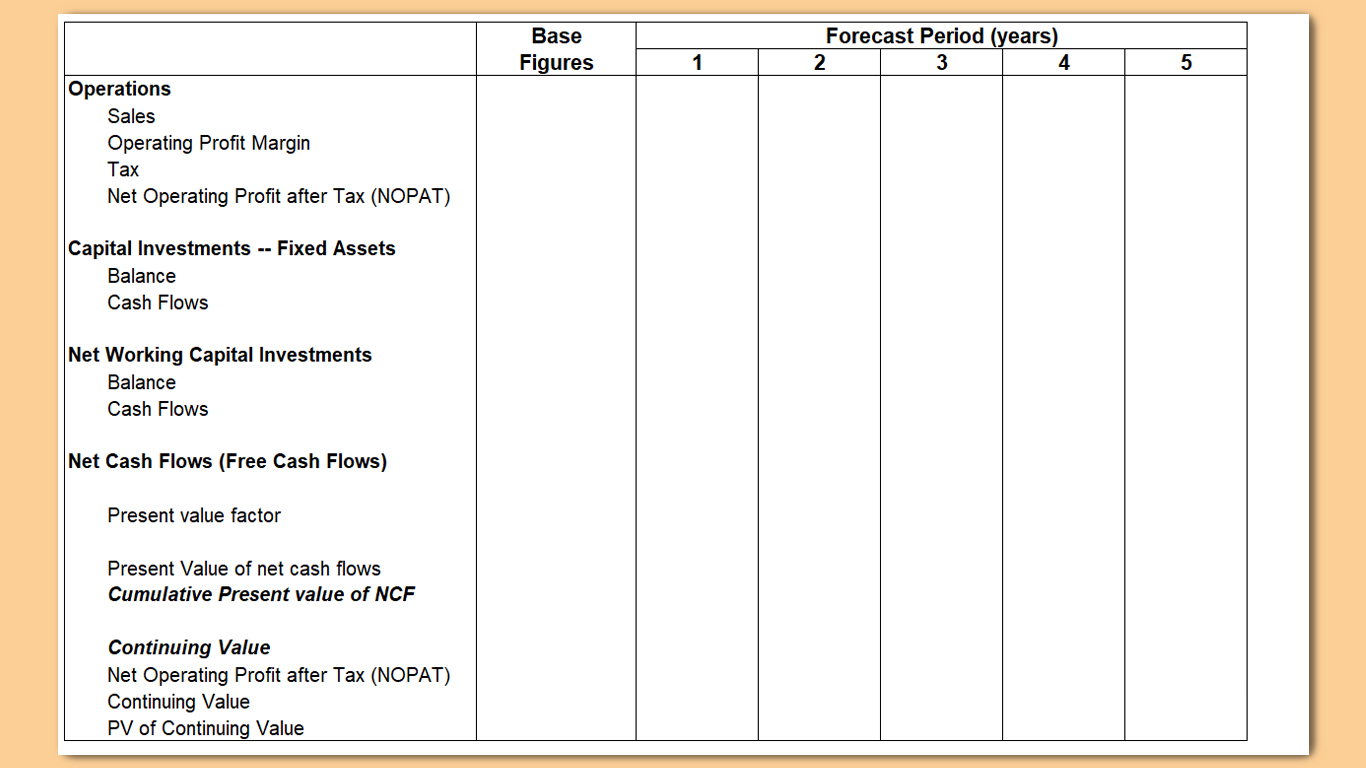 Base
Figures
Forecast Period (years)
1 2 3 4 5
Operations
Sales
Operating Profit Margin
Tax
Net Operating Profit after Tax (NOPAT)
Capital Investments -- Fixed Assets
Balance
Cash Flows
Net Working Capital Investments
Balance
Cash Flows
Net Cash Flows (Free Cash Flows)
Present value factor
Present Value of net cash flows
Cumulative Present value of NCF
Continuing Value
Net Operating Profit after Tax (NOPAT)
Continuing Value
PV of Continuing Value